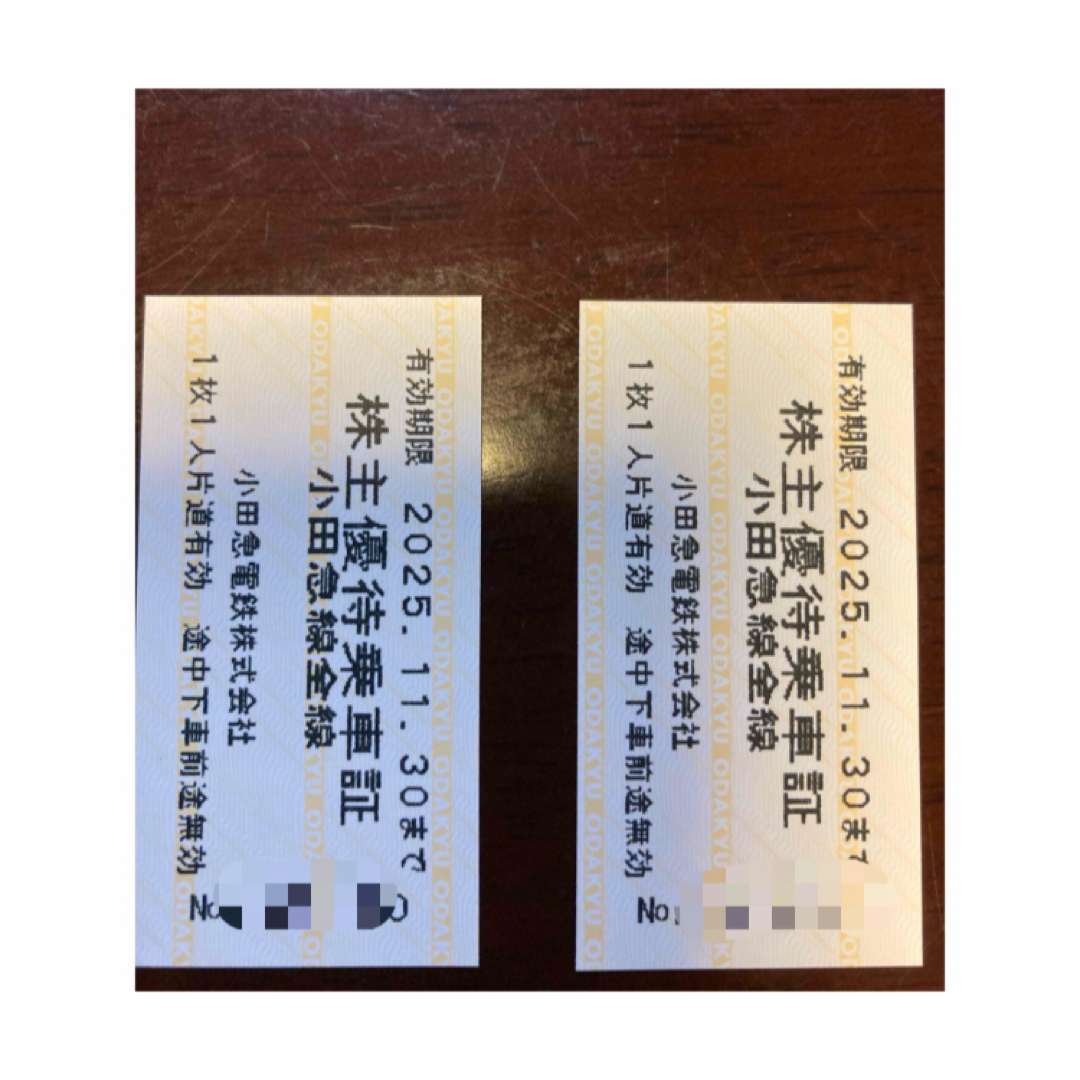 有効期限 2025.11.30まで
株主優待乗車証
小田急線全線
小田急電鉄株式会社
1枚1人片道有効 途中下車前途無効
有効期限 2025.11.30まで
株主優待乗車証
小田急線全線
小田急電鉄株式会社
1枚1人片道有効 途中下車前途無効